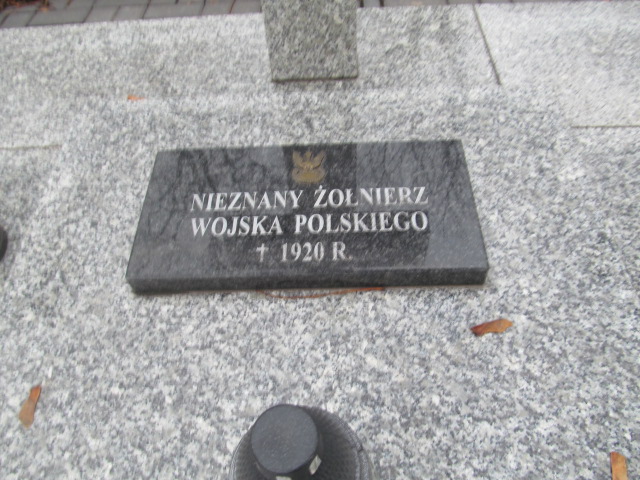 NIEZNANY ŻOŁNIERZ
WOJSKA POLSKIEGO
† 1920 R.